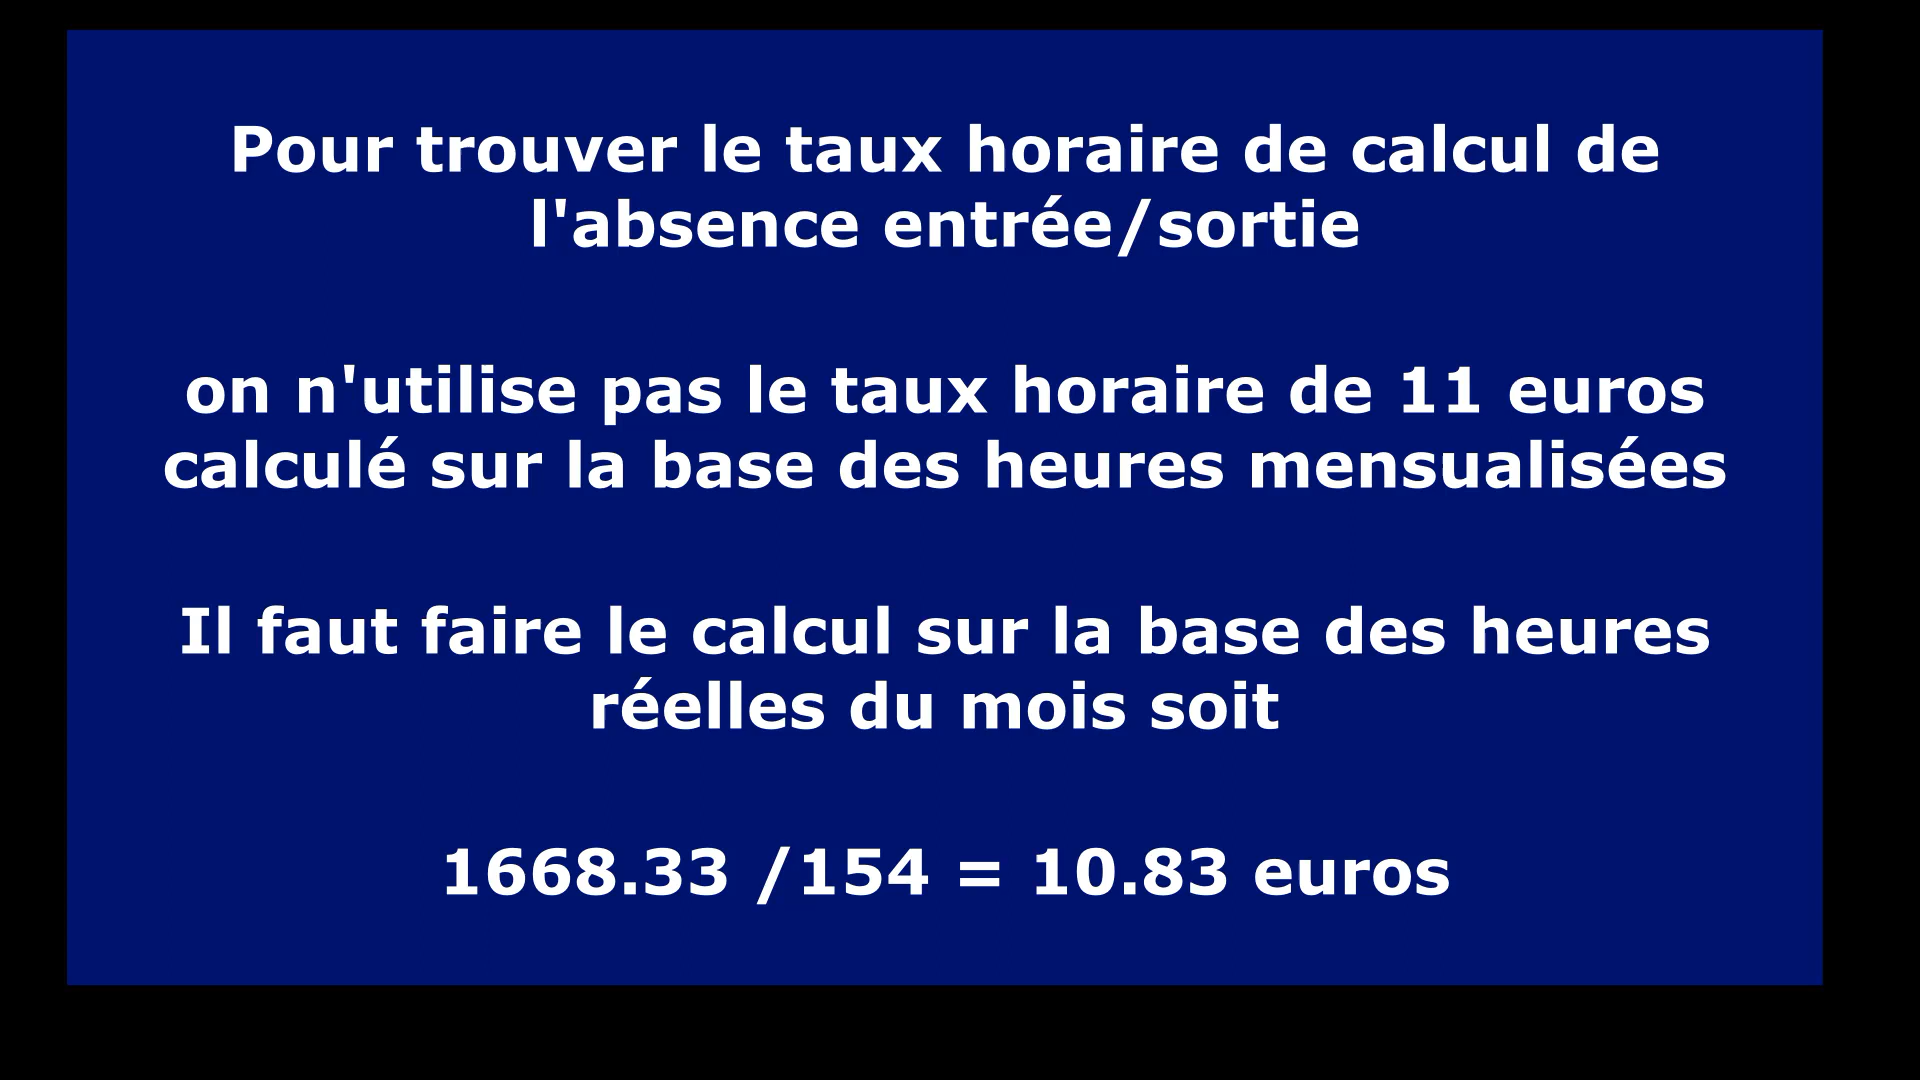 Pour trouver le taux horaire de calcul de
l'absence entrée/sortie
on n'utilise pas le taux horaire de 11 euros
calculé sur la base des heures mensualisées
Il faut faire le calcul sur la base des heures
réelles du mois soit
1668.33 /154 = 10.83 euros